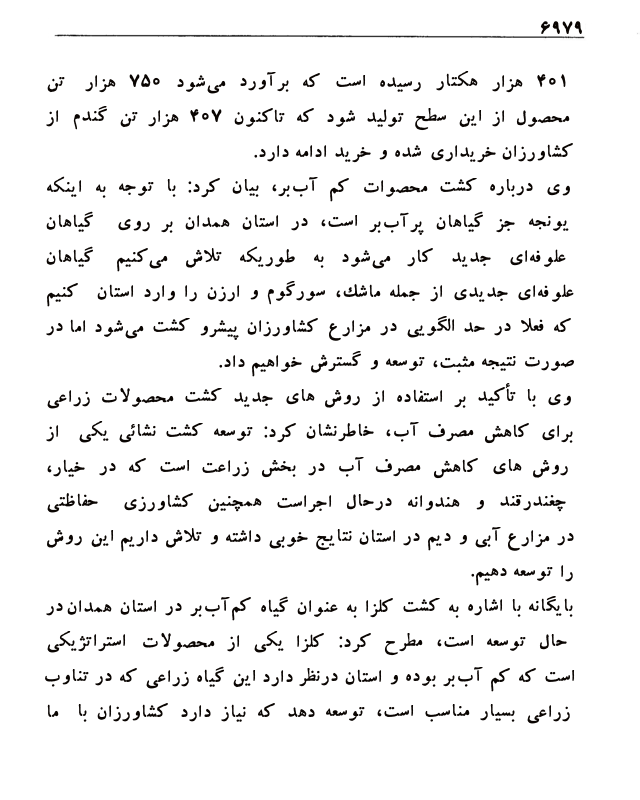 ۶۹۷۹
۴۰۱ هزار هکتار رسیده است که برآورد می‌شود ۷۵۰ هزار تن
محصول از این سطح تولید شود که تاکنون ۴۰۷ هزار تن گندم از
کشاورزان خریداری شده و خرید ادامه دارد.
وی درباره کشت محصوات کم آب‌بر، بیان کرد: با توجه به اینکه
یونجه جز گیاهان پرآب‌بر است، در استان همدان بر روی گیاهان
علوفه‌ای جدید کار می‌شود به طوریکه تلاش می‌کنیم گیاهان
علوفه‌ای جدیدی از جمله ماشك، سورگوم و ارزن را وارد استان کنیم
که فعلا در حد الگویی در مزارع کشاورزان پیشرو کشت می‌شود اما در
صورت نتیجه مثبت، توسعه و گسترش خواهیم داد.
وی با تأکید بر استفاده از روش های جدید کشت محصولات زراعی
برای کاهش مصرف آب، خاطرنشان کرد: توسعه کشت نشائی یکی از
روش های کاهش مصرف آب در بخش زراعت است که در خیار،
چغندرقند و هندوانه درحال اجراست همچنین کشاورزی حفاظتی
در مزارع آبی و دیم در استان نتایج خوبی داشته و تلاش داریم این روش
را توسعه دهیم.
بایگانه با اشاره به کشت کلزا به عنوان گیاه کم‌آب‌بر در استان همدان در
حال توسعه است، مطرح کرد: کلزا یکی از محصولات استراتژیکی
است که کم آب‌بر بوده و استان درنظر دارد این گیاه زراعی که در تناوب
زراعی بسیار مناسب است، توسعه دهد که نیاز دارد کشاورزان با ما